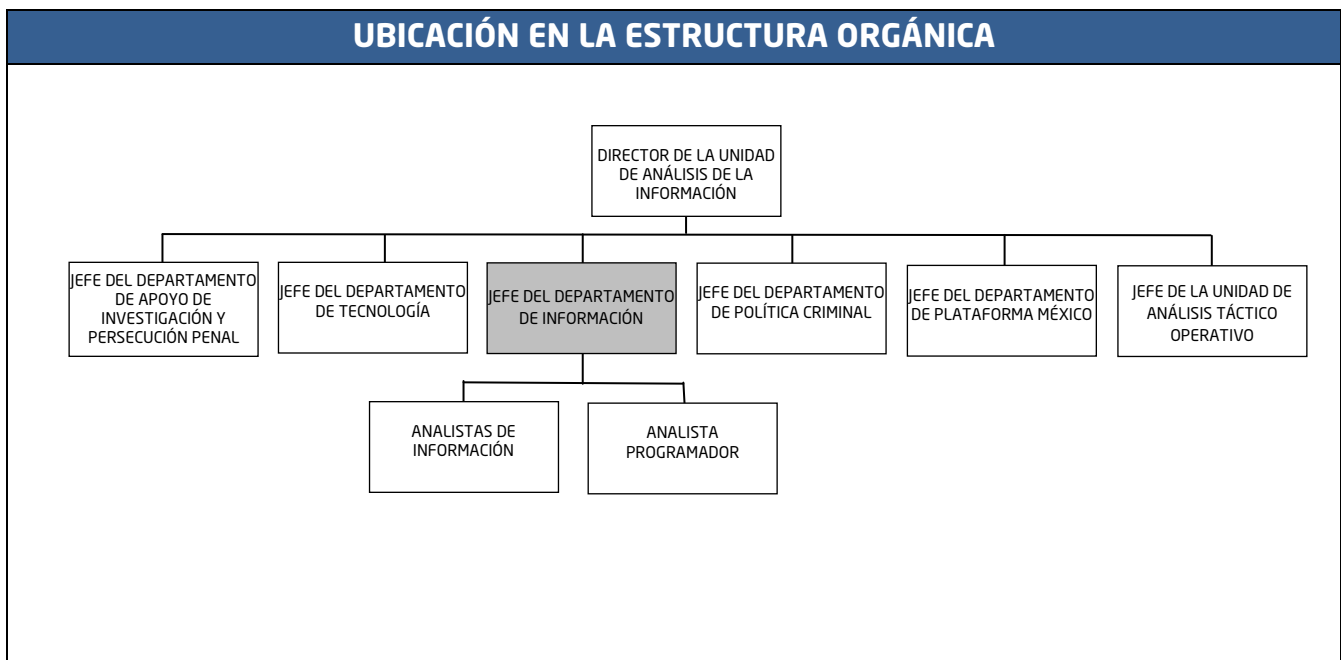 UBICACIÓN EN LA ESTRUCTURA ORGÁNICA
DIRECTOR DE LA UNIDAD
DE ANÁLISIS DE LA
INFORMACIÓN
JEFE DEL DEPARTAMENTO
DE APOYO DE
INVESTIGACIÓN Y
PERSECUCIÓN PENAL
JEFE DEL DEPARTAMENTO
DE TECNOLOGÍA
JEFE DEL DEPARTAMENTO
DE INFORMACIÓN
JEFE DEL DEPARTAMENTO
DE POLÍTICA CRIMINAL
JEFE DEL DEPARTAMENTO
DE PLATAFORMA MÉXICO
JEFE DE LA UNIDAD DE
ANÁLISIS TÁCTICO
OPERATIVO
ANALISTAS DE
INFORMACIÓN
ANALISTA
PROGRAMADOR